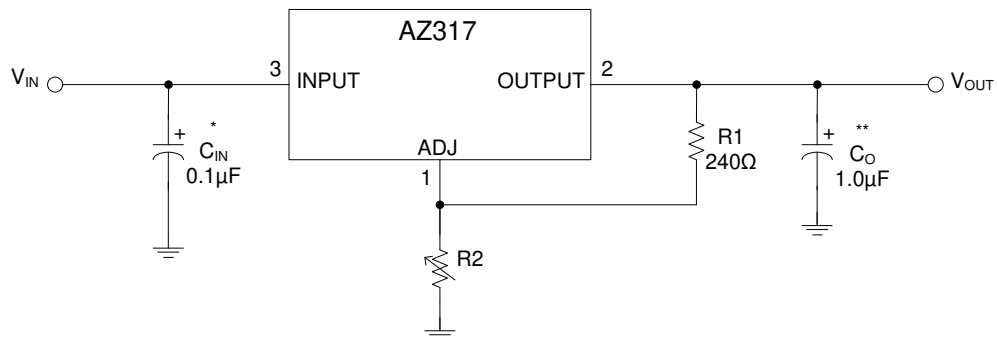 AZ317
V_IN
3
INPUT
OUTPUT
2
V_OUT
*
C_IN
0.1µF
ADJ
1
R1
240Ω
**
C_O
1.0µF
+
+
R2